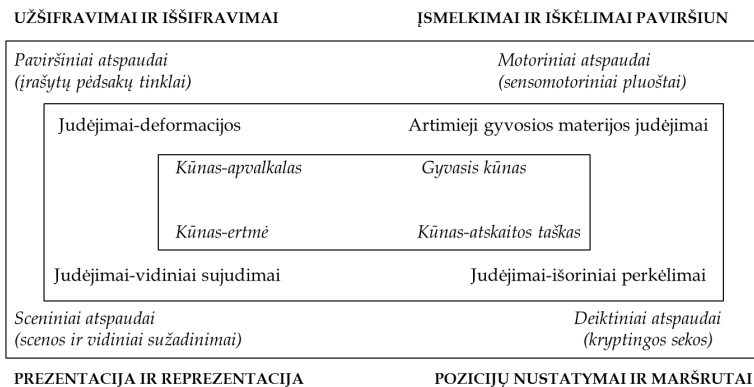 UŽŠIFRAVIMAI IR IŠŠIFRAVIMAI
ĮSMELKIMAI IR IŠKĖLIMAI PAVIRŠIUN
Paviršiniai atspaudai
(įrašytų pėdsakų tinklai)
Motoriniai atspaudai
(sensomotoriniai pluoštai)
Judėjimai-deformacijos
Artimieji gyvosios materijos judėjimai
Kūnas-apvalkalas
Gyvasis kūnas
Kūnas-ertmė
Kūnas-atskaitos taškas
Judėjimai-vidiniai sujudimai
Judėjimai-išoriniai perkėlimai
Sceniniai atspaudai
(scenos ir vidiniai sužadinimai)
Deiktiniai atspaudai
(kryptingos sekos)
PREZENTACIJA IR REPREZENTACIJA
POZICIJŲ NUSTATYMAI IR MARŠRUTAI